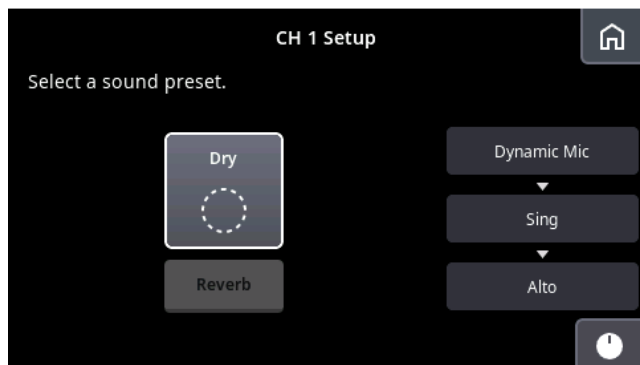 CH 1 Setup
Select a sound preset.
Dry
Reverb
Dynamic Mic
Sing
Alto